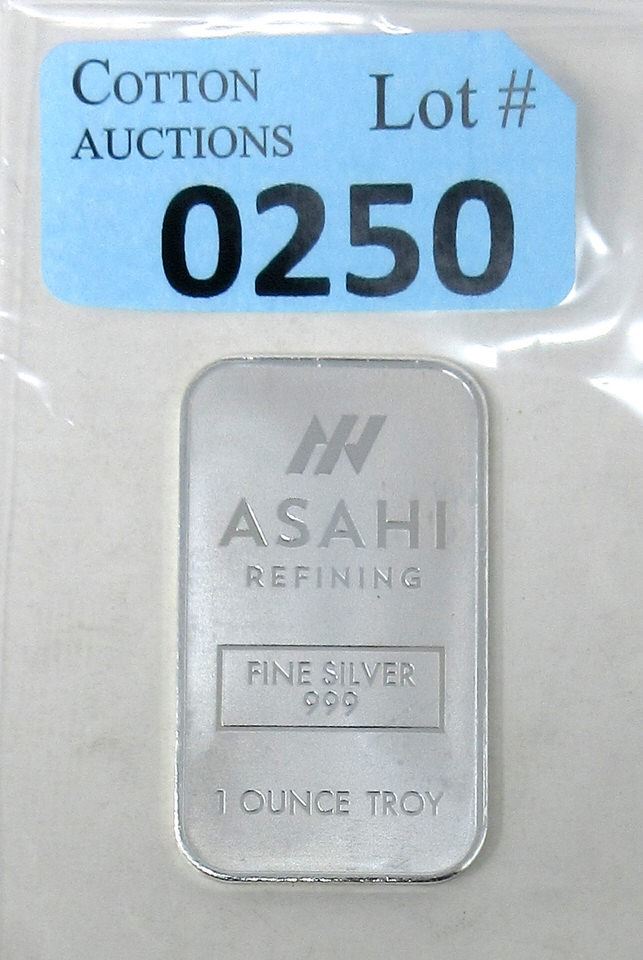 COTTON
AUCTIONS
Lot #
0250
ASAHI
REFINING
FINE SILVER
999
1 OUNCE TROY